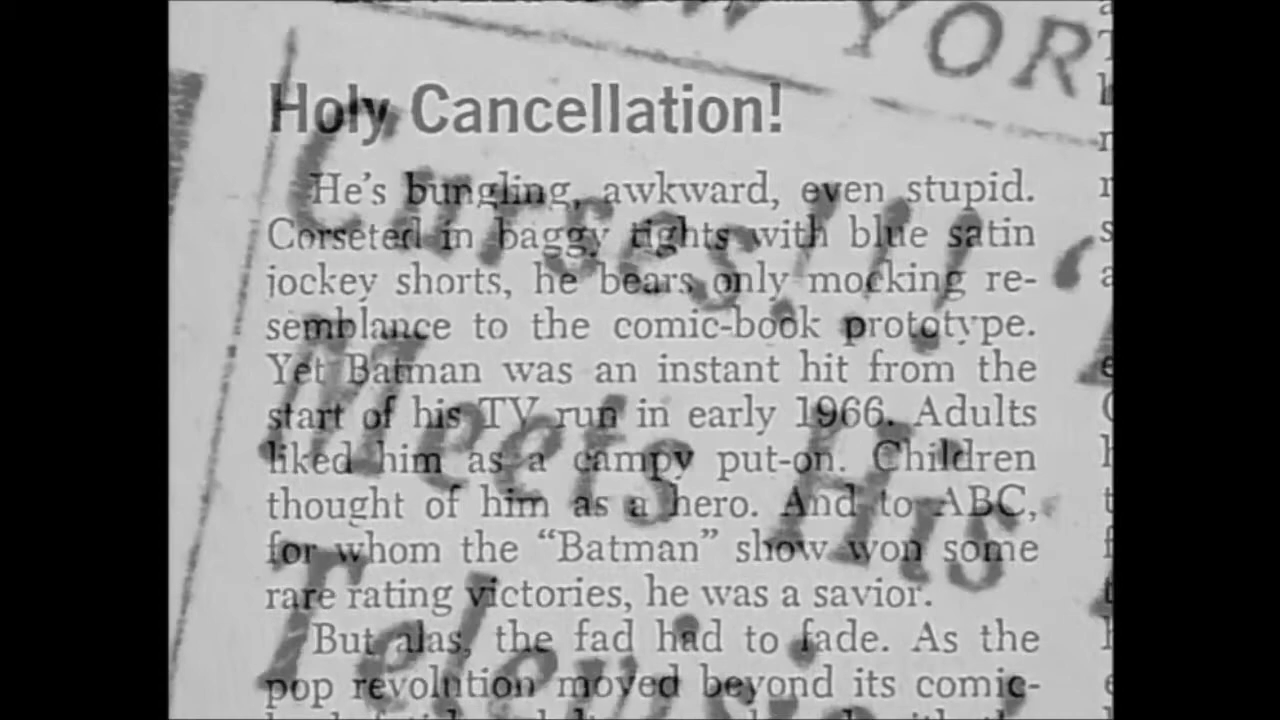 YOR
Holy Cancellation!
He's bungling, awkward, even stupid.
Corseted in baggy tights with blue satin
jockey shorts, he bears only mocking re-
semblance to the comic-book prototype.
Yet Batman was an instant hit from the
start of his TV run in early 1966. Adults
liked him as a campy put-on. Children
thought of him as a hero. And to ABC,
for whom the “Batman” show won some
rare rating victories, he was a savior.
But alas, the fad had to fade. As the
pop revolution moved beyond its comic-
Curses!!!
Meets His
Televisi